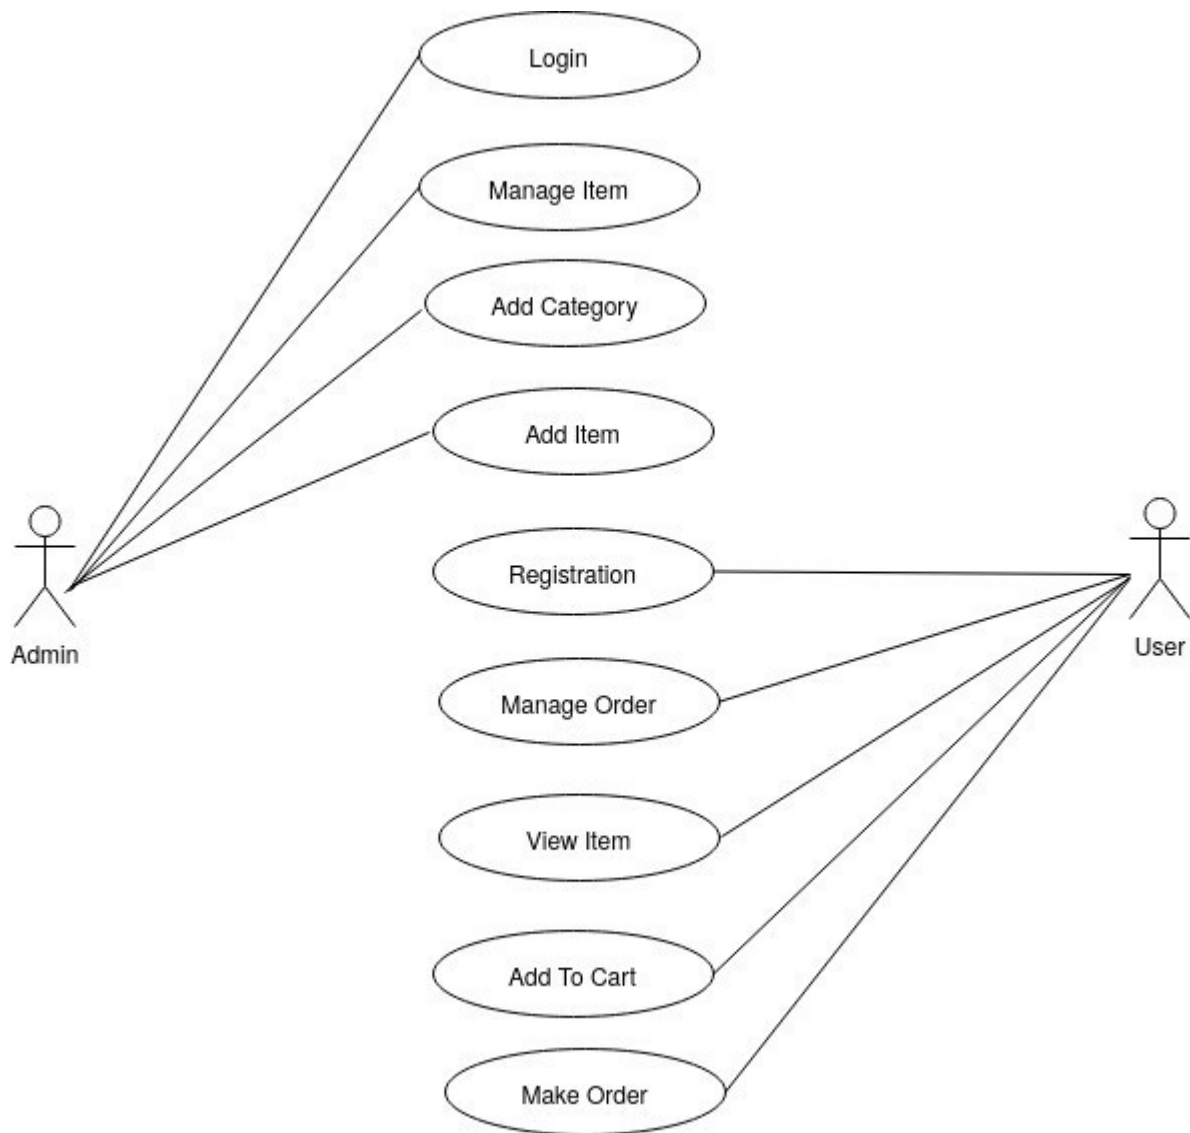 Login
Manage Item
Add Category
Add Item
Registration
Admin
User
Manage Order
View Item
Add To Cart
Make Order